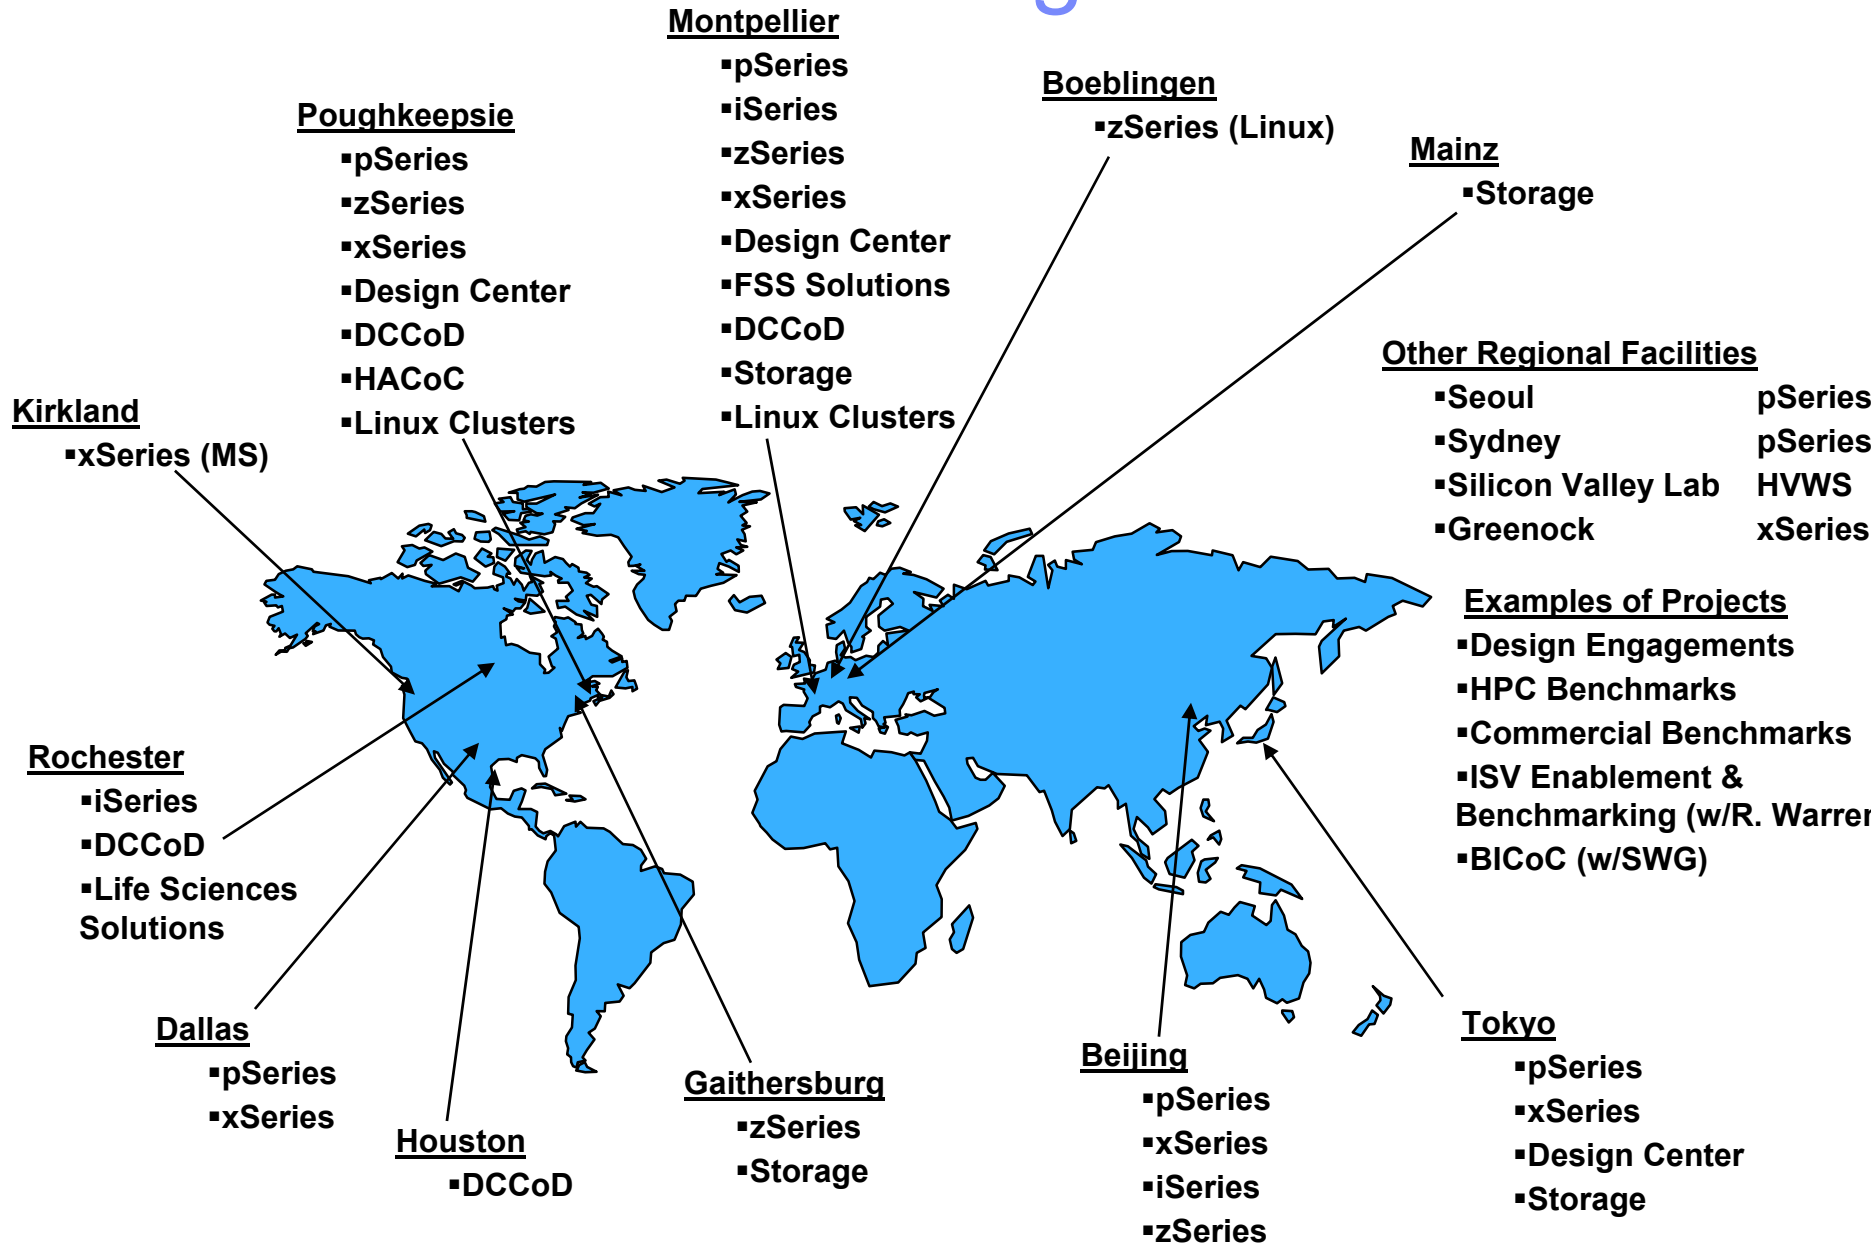 Montpellier
▪pSeries
▪iSeries
▪zSeries
▪xSeries
▪Design Center
▪FSS Solutions
▪DCCoD
▪Storage
▪Linux Clusters
Boeblingen
▪zSeries (Linux)
Mainz
▪Storage
Poughkeepsie
▪pSeries
▪zSeries
▪xSeries
▪Design Center
▪DCCoD
▪HACoC
▪Linux Clusters
Kirkland
▪xSeries (MS)
Other Regional Facilities
▪Seoul pSeries
▪Sydney pSeries
▪Silicon Valley Lab HVWS
▪Greenock xSeries
Examples of Projects
▪Design Engagements
▪HPC Benchmarks
▪Commercial Benchmarks
▪ISV Enablement &
Benchmarking (w/R. Warren
▪BICoC (w/SWG)
Rochester
▪iSeries
▪DCCoD
▪Life Sciences
Solutions
Dallas
▪pSeries
▪xSeries
Houston
▪DCCoD
Gaithersburg
▪zSeries
▪Storage
Beijing
▪pSeries
▪xSeries
▪iSeries
▪zSeries
Tokyo
▪pSeries
▪xSeries
▪Design Center
▪Storage